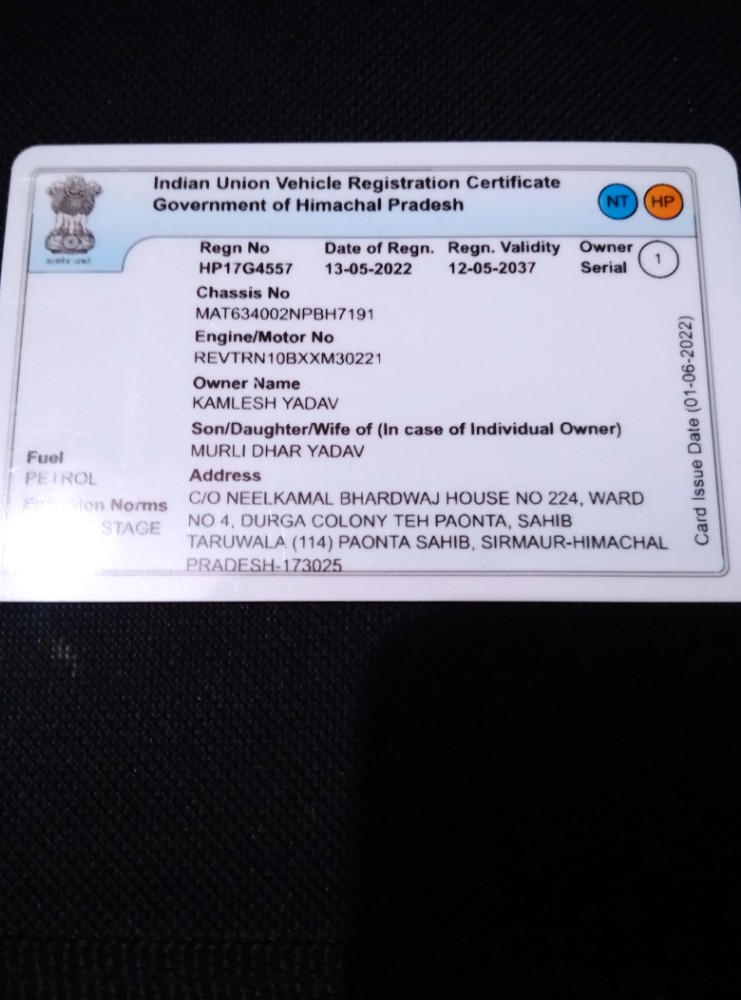 Indian Union Vehicle Registration Certificate
Government of Himachal Pradesh
NT HP
सत्यमेव जयते
Regn No Date of Regn. Regn. Validity Owner Serial 1
HP17G4557 13-05-2022 12-05-2037
Chassis No
MAT634002NPBH7191
Engine/Motor No
REVTRN10BXXM30221
Owner Name
KAMLESH YADAV
Son/Daughter/Wife of (In case of Individual Owner)
MURLI DHAR YADAV
Fuel
PETROL
Emission Norms
STAGE
Address
C/O NEELKAMAL BHARDWAJ HOUSE NO 224, WARD
NO 4, DURGA COLONY TEH PAONTA, SAHIB
TARUWALA (114) PAONTA SAHIB, SIRMAUR-HIMACHAL
PRADESH-173025
Card Issue Date (01-06-2022)